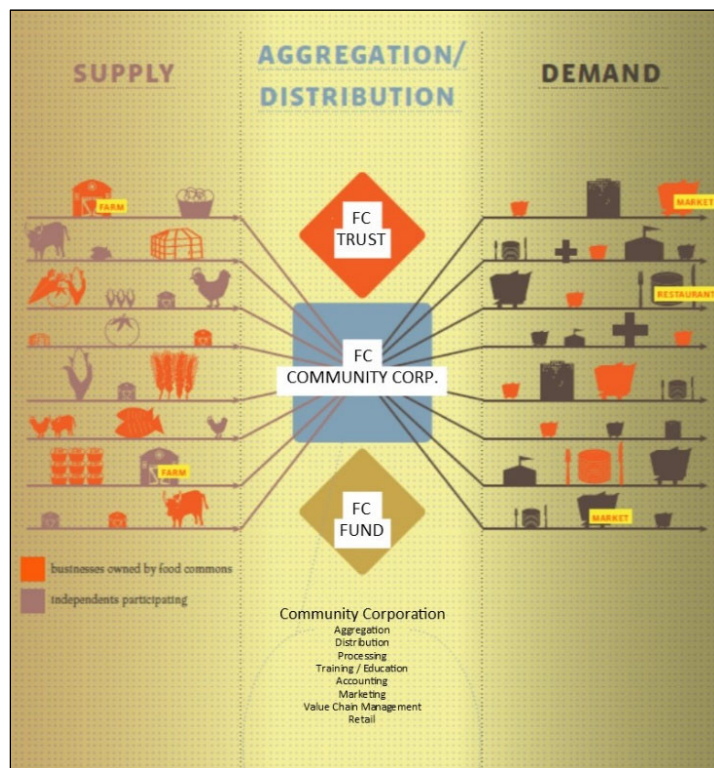 SUPPLY
AGGREGATION/
DISTRIBUTION
DEMAND
FARM
MARKET
FC
TRUST
RESTAURANT
FC
COMMUNITY CORP.
FARM
FC
FUND
MARKET
businesses owned by food commons
independents participating
Community Corporation
Aggregation
Distribution
Processing
Training / Education
Accounting
Marketing
Value Chain Management
Retail